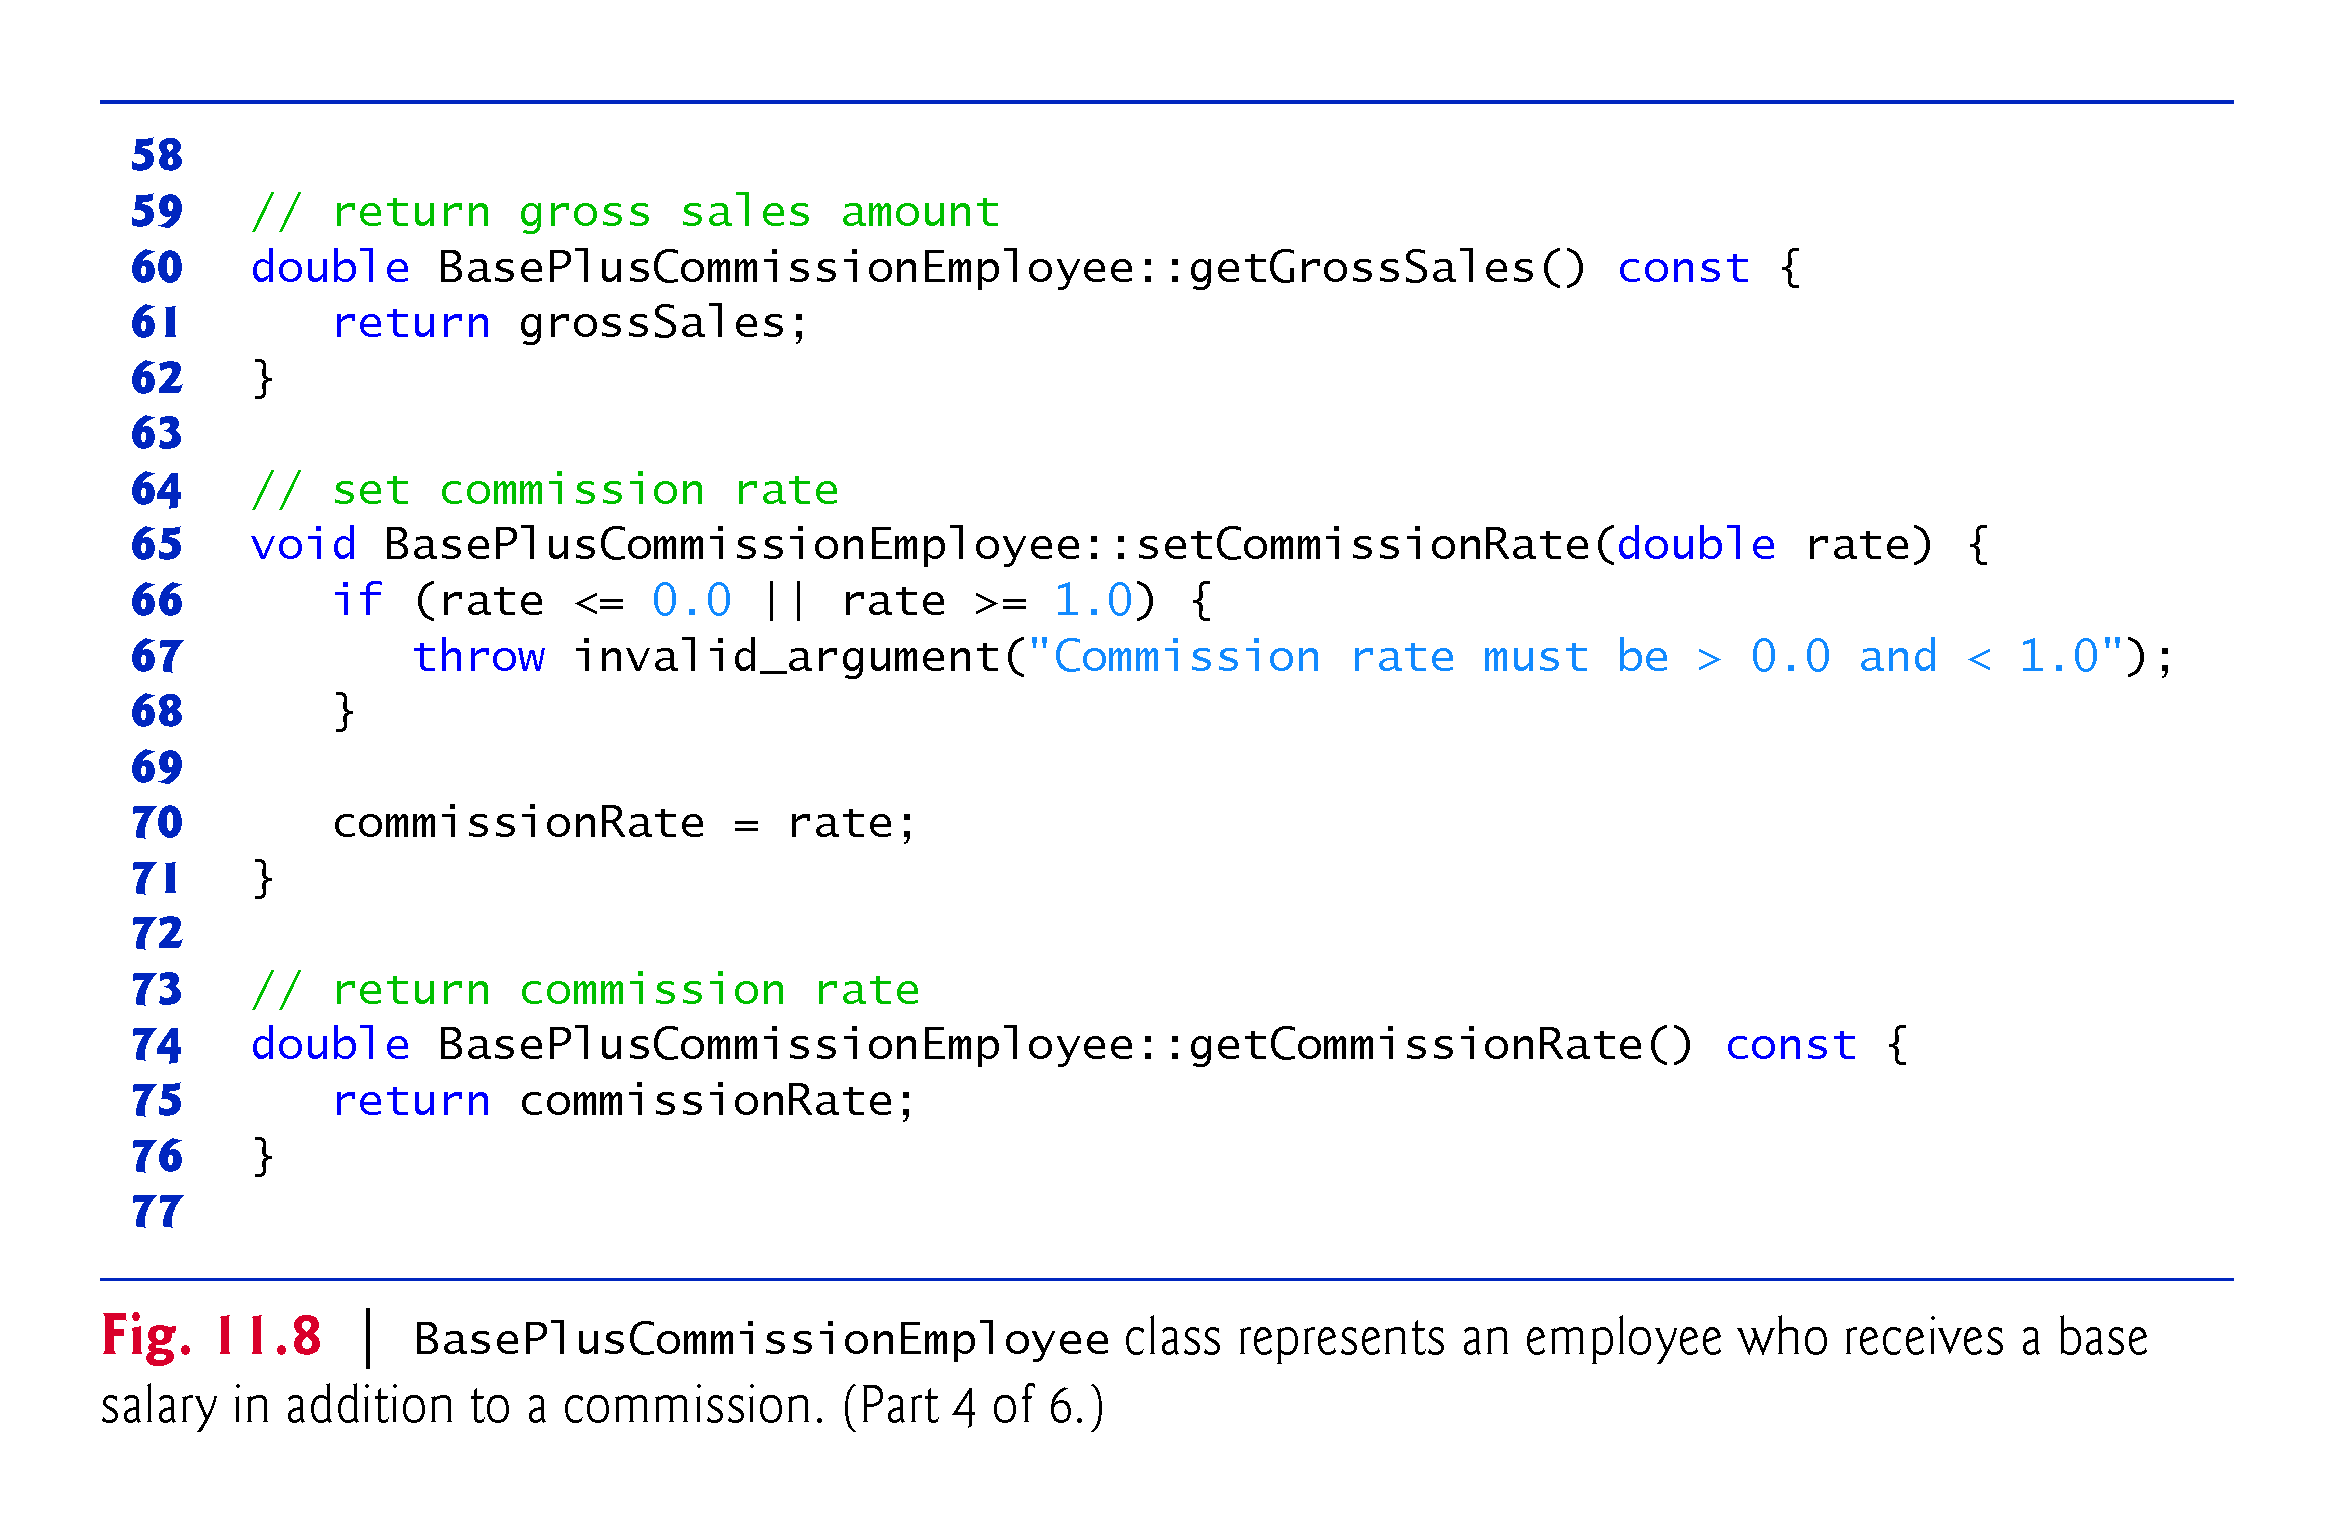 58
59 // return gross sales amount
60 double BasePlusCommissionEmployee::getGrossSales() const {
61    return grossSales;
62 }
63
64 // set commission rate
65 void BasePlusCommissionEmployee::setCommissionRate(double rate) {
66    if (rate <= 0.0 || rate >= 1.0) {
67       throw invalid_argument("Commission rate must be > 0.0 and < 1.0");
68    }
69
70    commissionRate = rate;
71 }
72
73 // return commission rate
74 double BasePlusCommissionEmployee::getCommissionRate() const {
75    return commissionRate;
76 }
77
Fig. 11.8 | BasePlusCommissionEmployee class represents an employee who receives a base
salary in addition to a commission. (Part 4 of 6.)